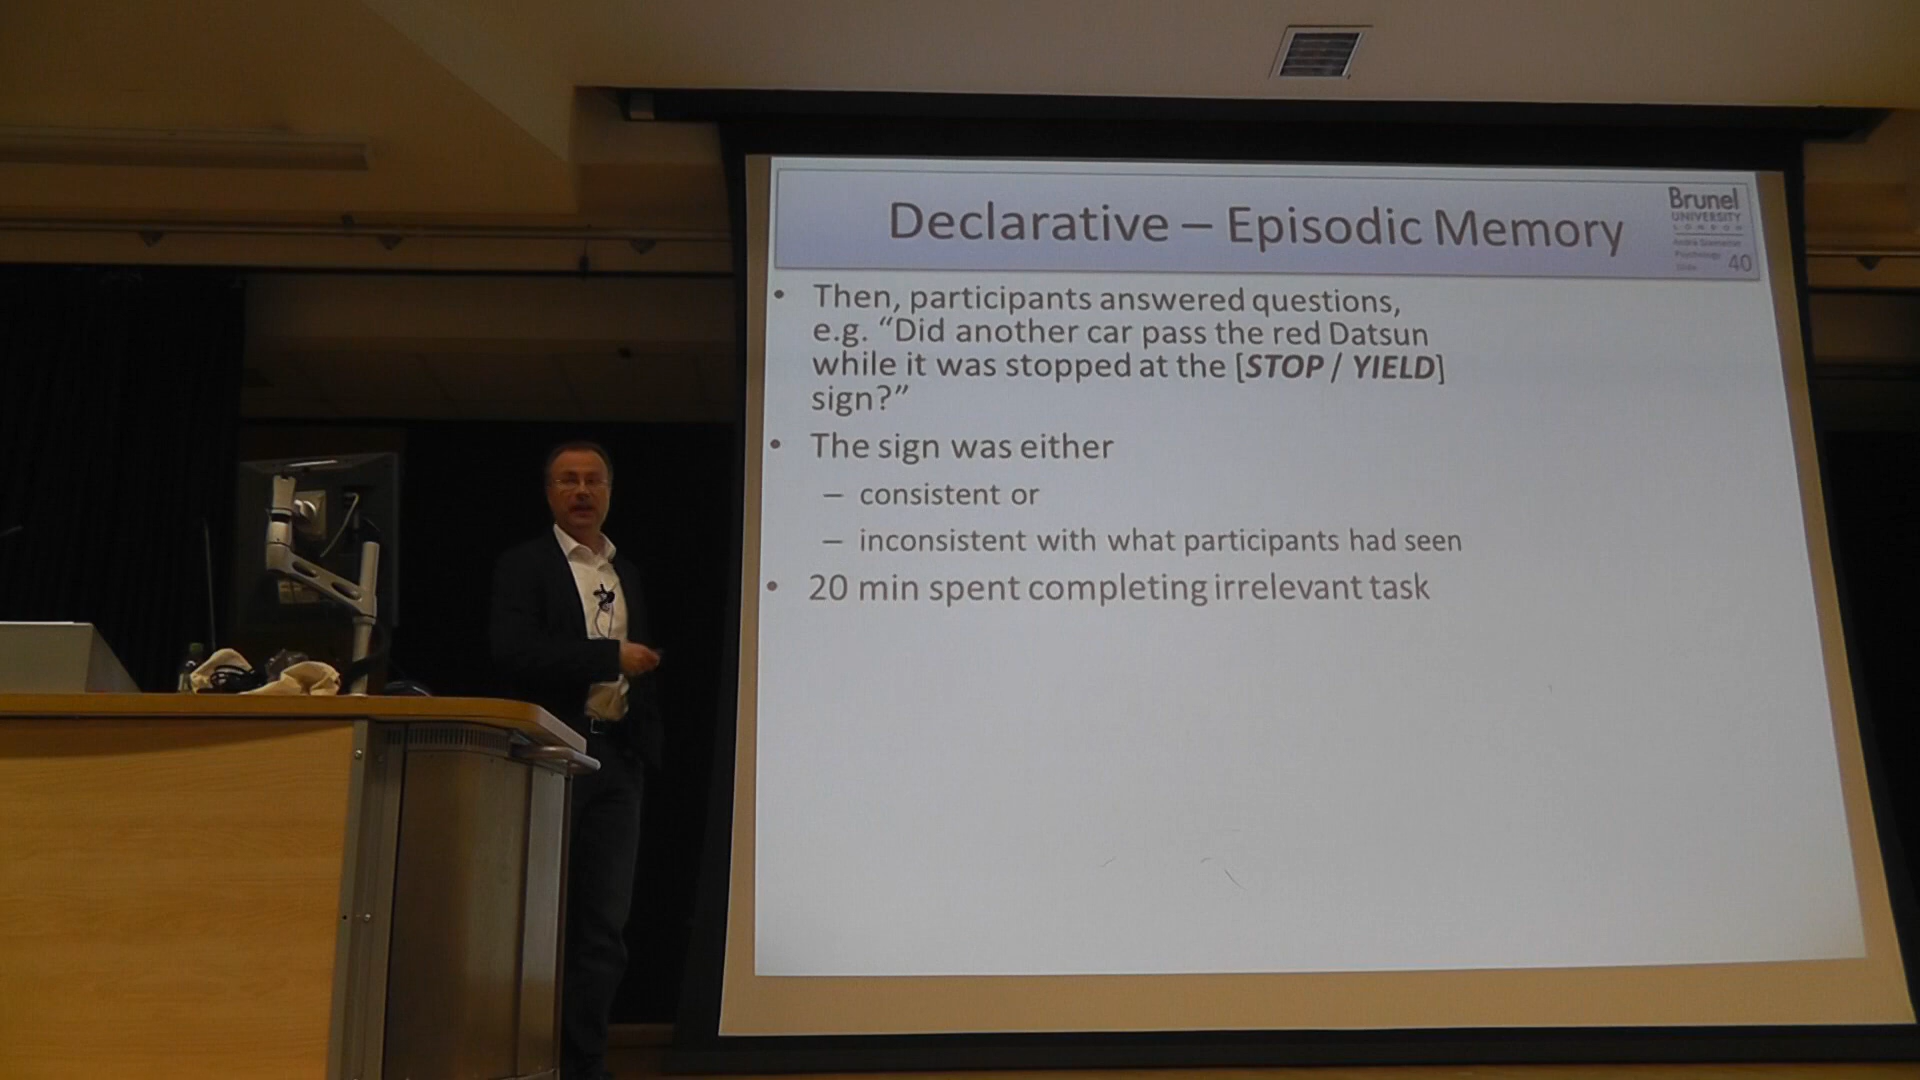 Declarative – Episodic Memory
Brunel
UNIVERSITY
LONDON
Psychology
Slide 40
• Then, participants answered questions,
e.g. “Did another car pass the red Datsun
while it was stopped at the [STOP / YIELD]
sign?”
• The sign was either
– consistent or
– inconsistent with what participants had seen
• 20 min spent completing irrelevant task